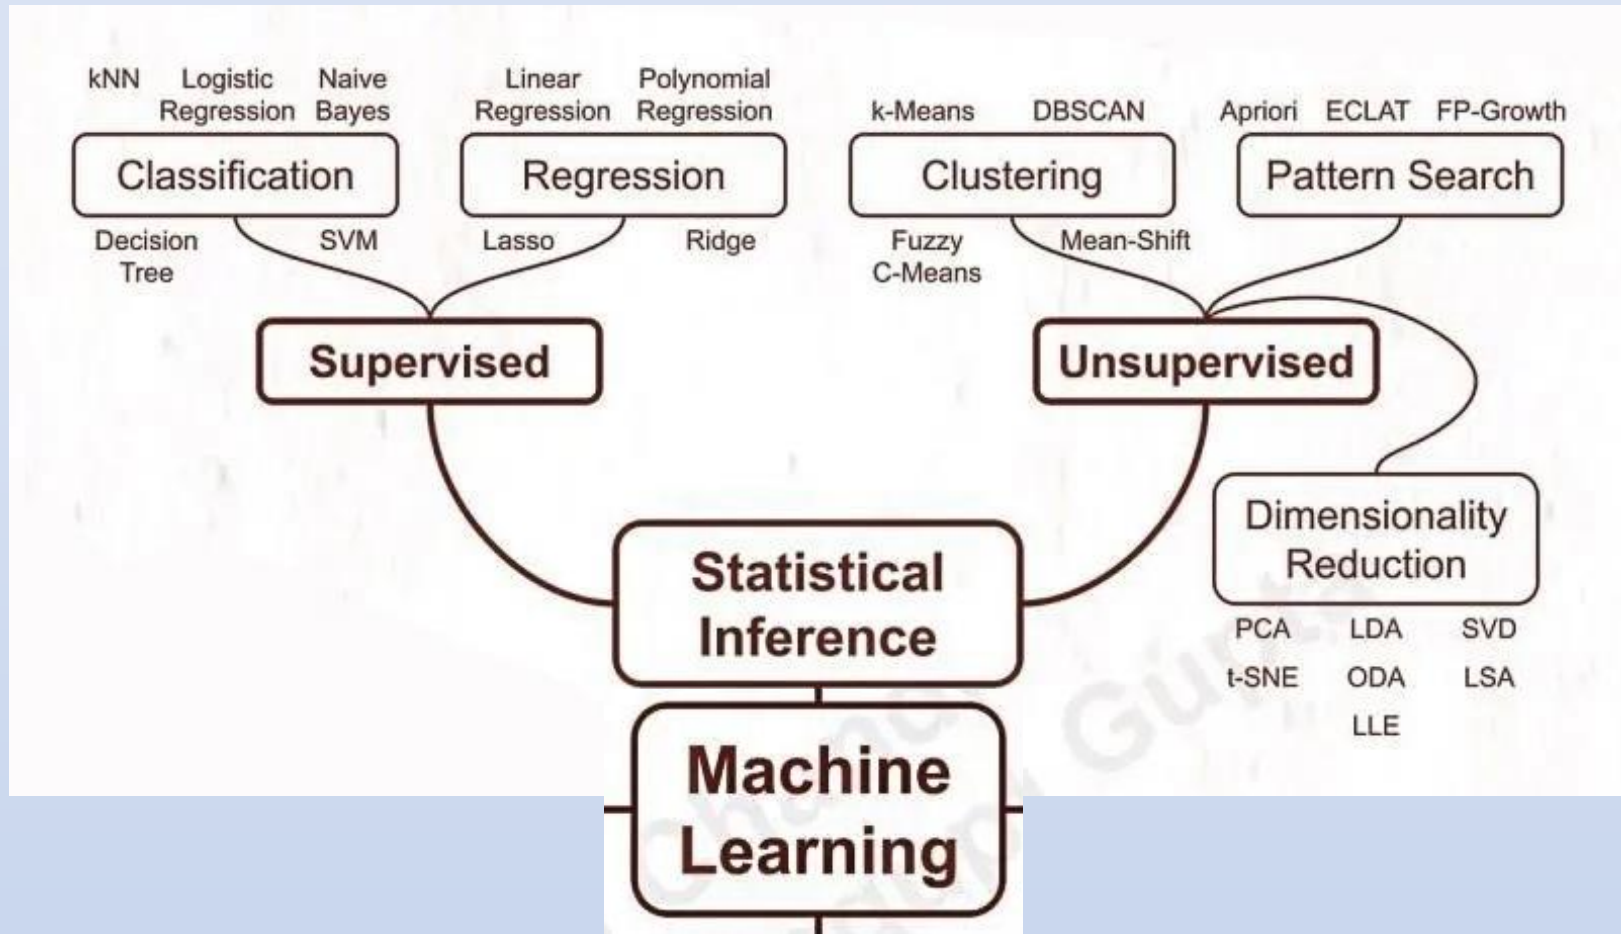 kNN Logistic Regression Naive Bayes
Classification
Decision Tree SVM
Linear Regression Polynomial Regression
Regression
Lasso Ridge
k-Means DBSCAN
Clustering
Fuzzy C-Means Mean-Shift
Apriori ECLAT FP-Growth
Pattern Search
Supervised
Unsupervised
Dimensionality
Reduction
PCA LDA SVD
t-SNE ODA LSA
LLE
Statistical
Inference
Machine
Learning
Gupta